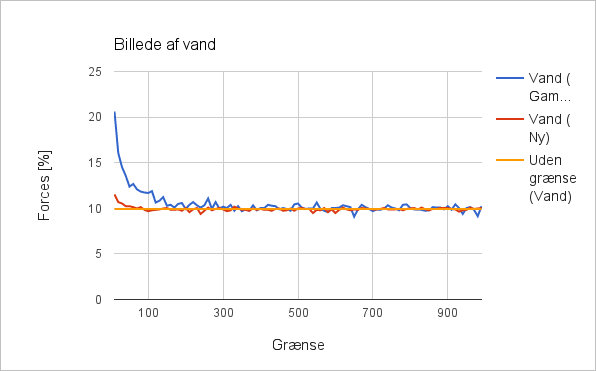 Billede af vand
25
20
15
10
5
0
Forces [%]
100
300
500
700
900
Grænse
Vand (
Gam...
Vand (
Ny)
Uden
grænse
(Vand)